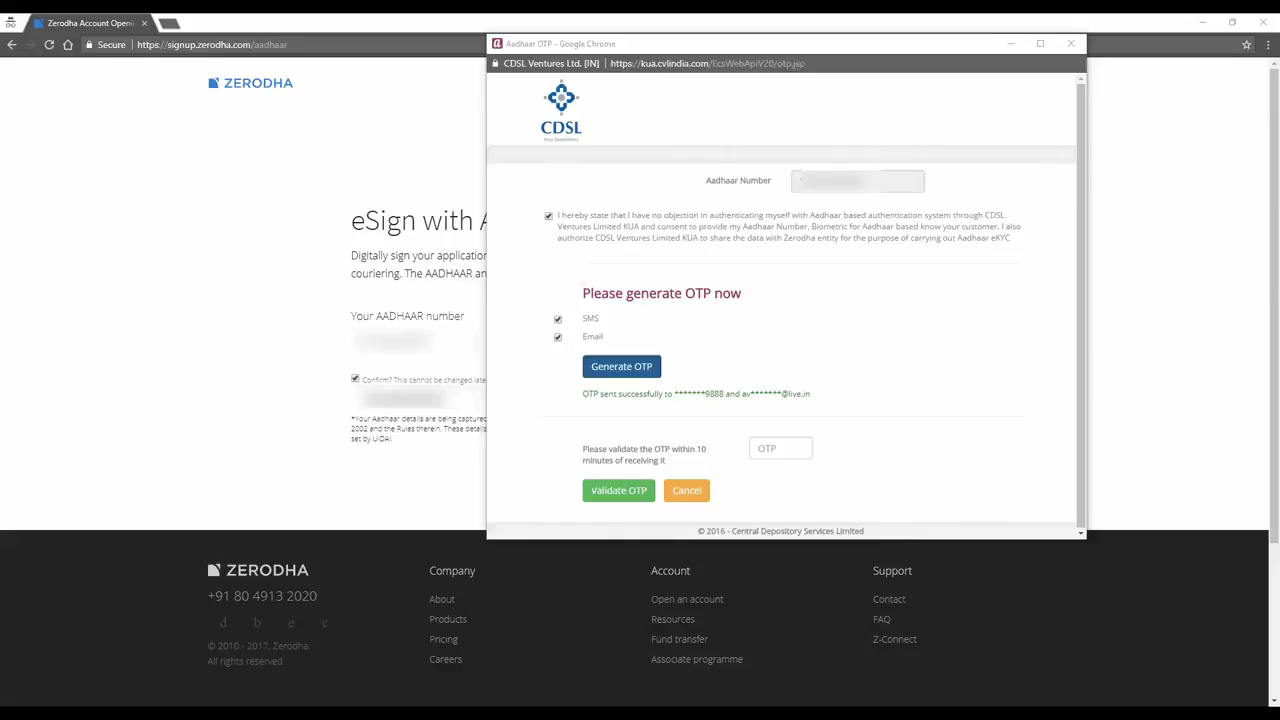 Zerodha Account Openi
Secure
https://signup.zerodha.com/aadhaar
ZERODHA
eSign with A
Digitally sign your application
couriering. The AADHAAR an
Your AADHAAR number
Confirm? This cannot be changed late
*Your Aadhaar details are being captured
2002 and the Rules therein. These details
set by UIDAI
Aadhaar OTP - Google Chrome
CDSL Ventures Ltd. [IN]
https://kua.cvlindia.com/EcsWebApiV20/otp.jsp
CDSL
Aadhaar Number
I hereby state that I have no objection in authenticating myself with Aadhaar based authentication system through CDSL
Ventures Limited KUA and consent to provide my Aadhaar Number, Biometric for Aadhaar based know your customer. I also
authorize CDSL Ventures Limited KUA to share the data with Zerodha entity for the purpose of carrying out Aadhaar eKYC
Please generate OTP now
SMS
Email
Generate OTP
OTP sent successfully to *******9888 and av*******@live.in
Please validate the OTP within 10
minutes of receiving it
OTP
Validate OTP
Cancel
© 2016 - Central Depository Services Limited
ZERODHA
+91 80 4913 2020
d b e c
© 2010 - 2017, Zerodha.
All rights reserved
Company
About
Products
Pricing
Careers
Account
Open an account
Resources
Fund transfer
Associate programme
Support
Contact
FAQ
Z-Connect